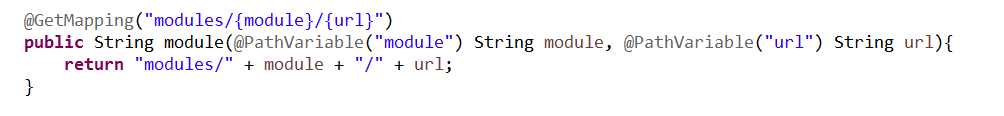 @GetMapping("modules/{module}/{url}")
public String module(@PathVariable("module") String module, @PathVariable("url") String url){
    return "modules/" + module + "/" + url;
}